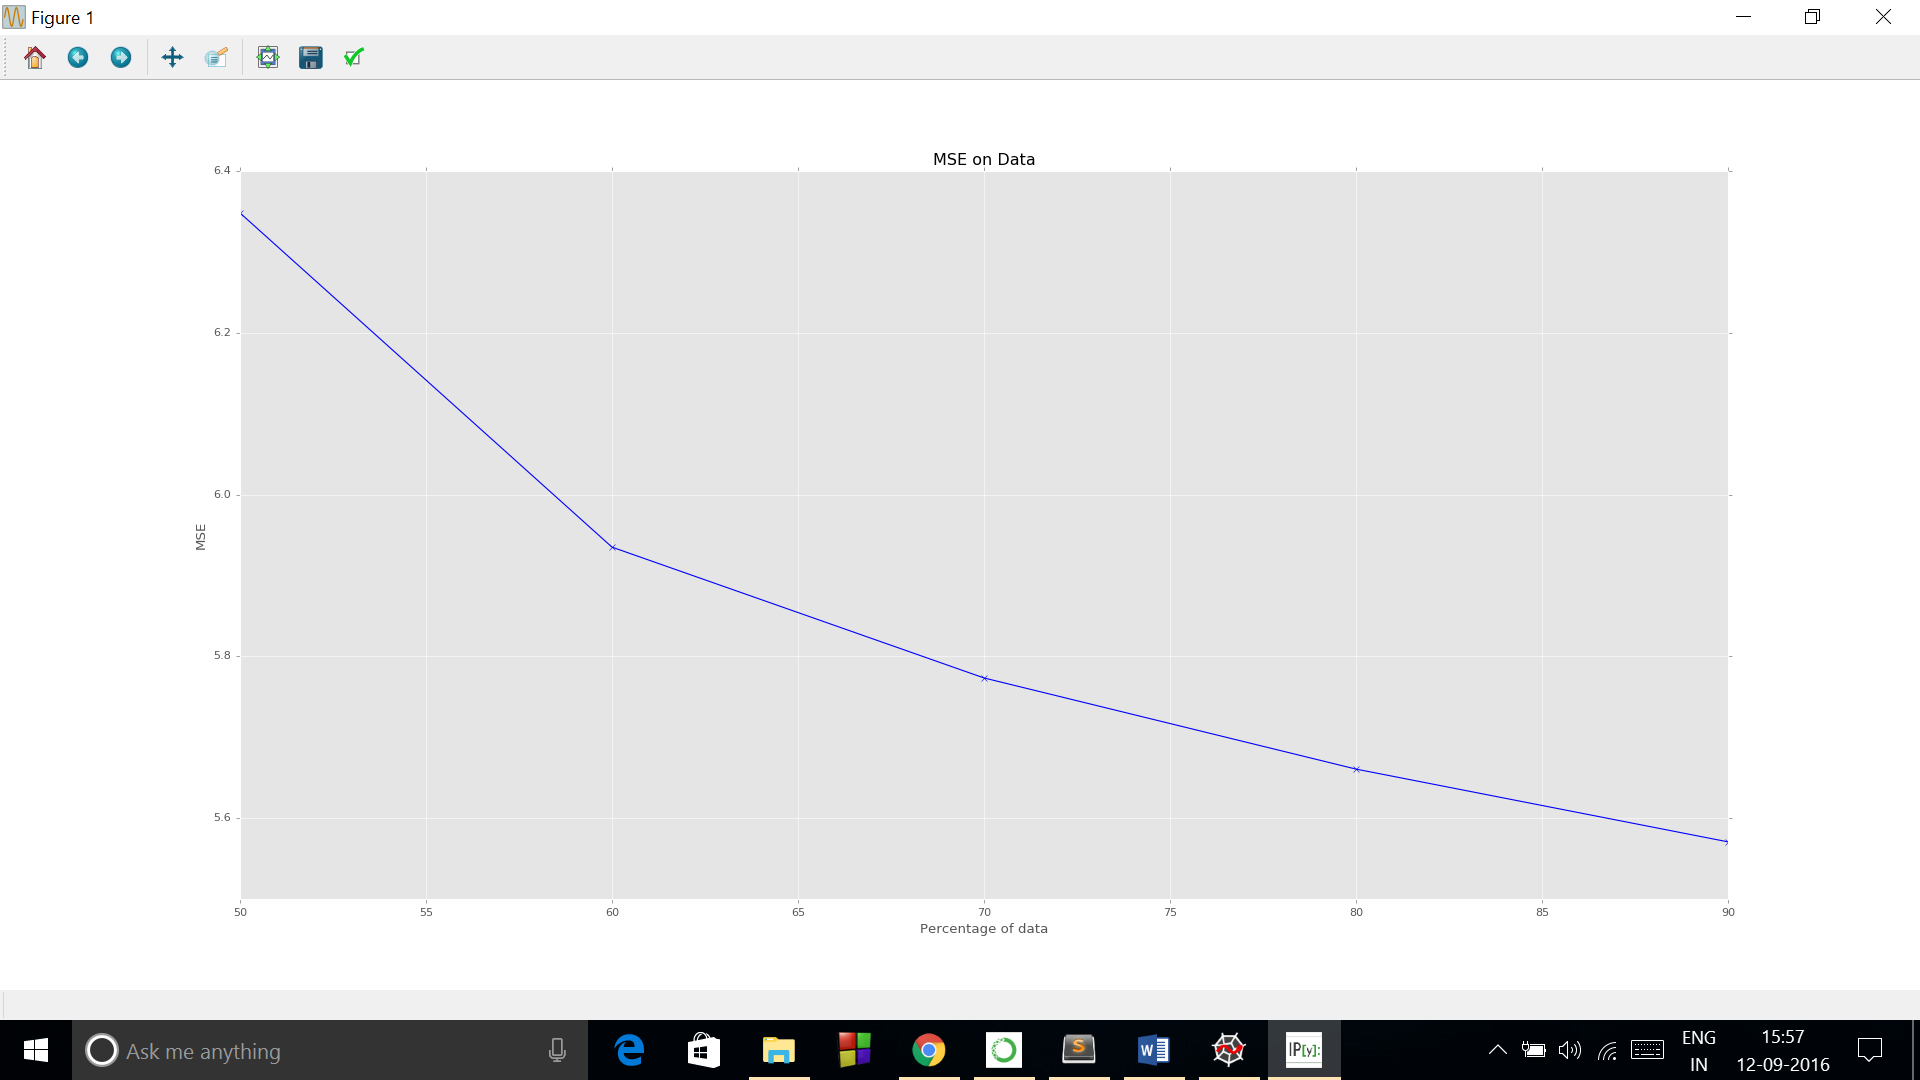 Figure 1
MSE on Data
6.4
6.2
6.0
5.8
5.6
MSE
50 55 60 65 70 75 80 85 90
Percentage of data
Ask me anything
S
W
IP[y]:
ENG
IN
15:57
12-09-2016